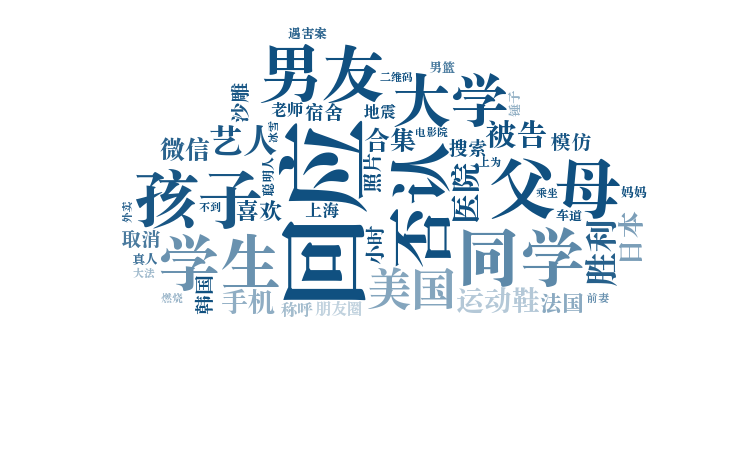 遇害案
男友
二维码
男篮
大学
锤子
沙雕
老师
宿舍
地震
微信
艺人
冰雪
回应
合集
电影院
搜索
被告
模仿
否认
照片
上为
聪明人
孩子
外卖
不到
喜欢
上海
医院
父母
乘坐
妈妈
车道
取消
真人
大法
学生
小时
同学
胜利
日本
燃烧
韩国
手机
称呼
朋友圈
美国
运动鞋
法国
前妻